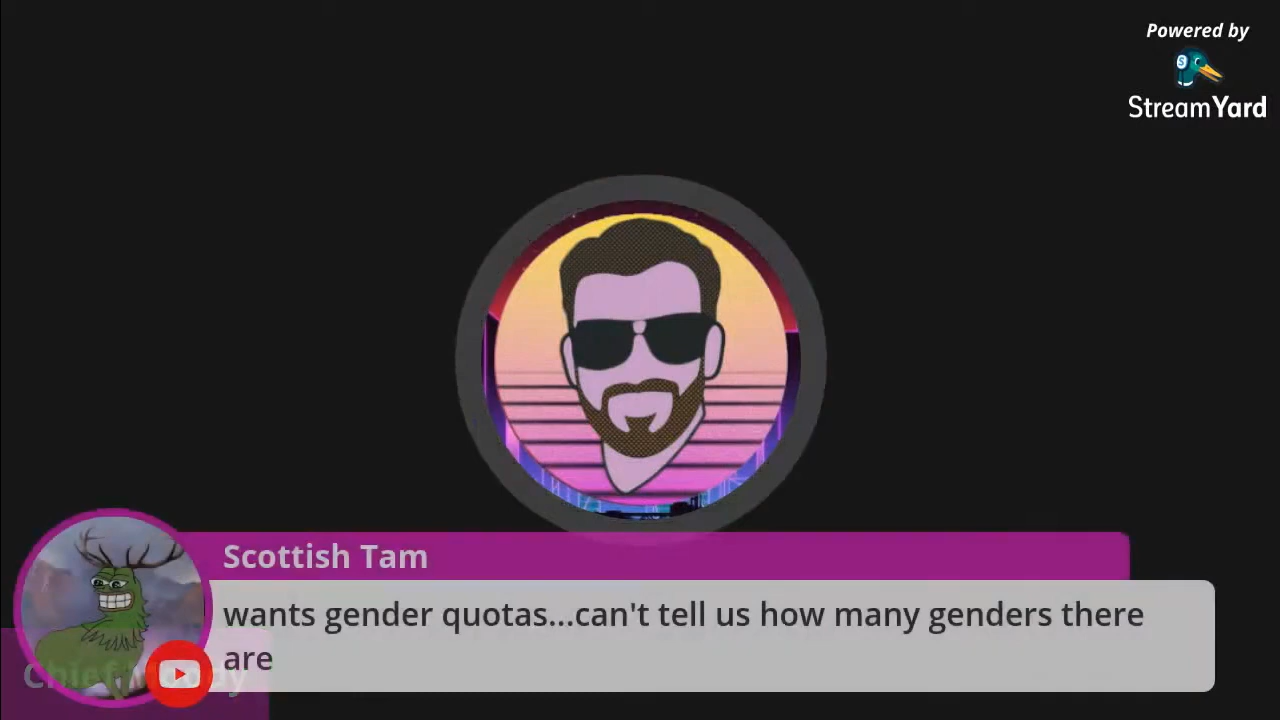 Powered by
StreamYard
Scottish Tam
wants gender quotas...can't tell us how many genders there
are